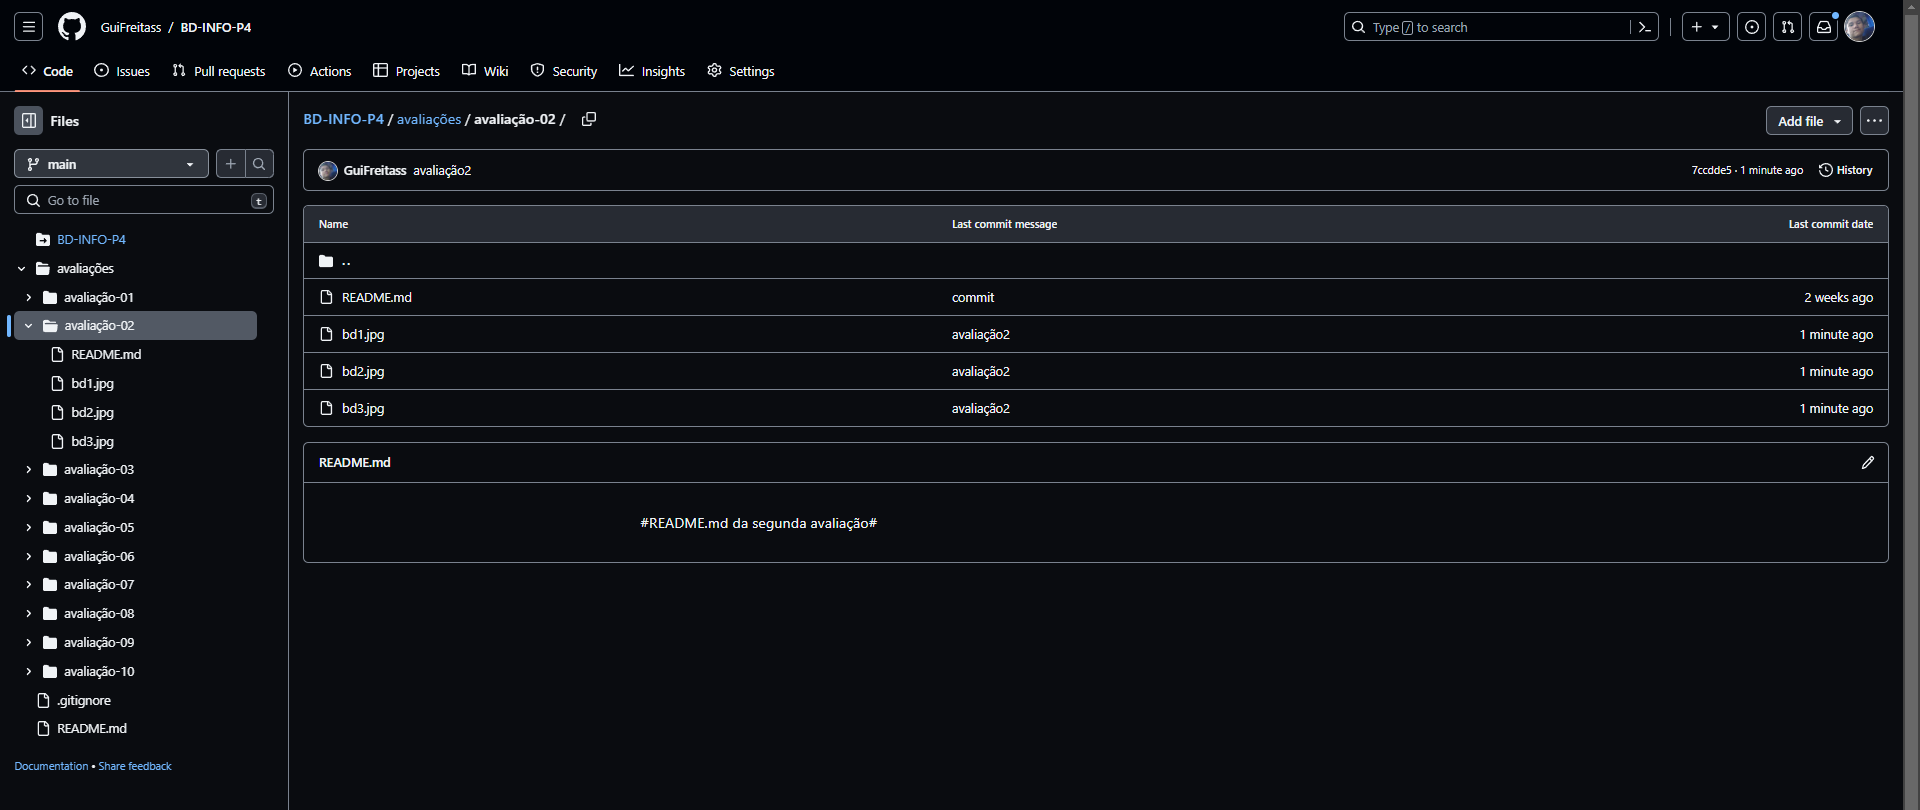 GuiFreitass / BD-INFO-P4
Type / to search
Code Issues Pull requests Actions Projects Wiki Security Insights Settings
Files
main
Go to file t
BD-INFO-P4
avaliações
avaliação-01
avaliação-02
README.md
bd1.jpg
bd2.jpg
bd3.jpg
avaliação-03
avaliação-04
avaliação-05
avaliação-06
avaliação-07
avaliação-08
avaliação-09
avaliação-10
.gitignore
README.md
Documentation • Share feedback
BD-INFO-P4 / avaliações / avaliação-02 /
Add file
GuiFreitass avaliação2 7ccdde5 · 1 minute ago History
Name Last commit message Last commit date
..
README.md commit 2 weeks ago
bd1.jpg avaliação2 1 minute ago
bd2.jpg avaliação2 1 minute ago
bd3.jpg avaliação2 1 minute ago
README.md
#README.md da segunda avaliação#